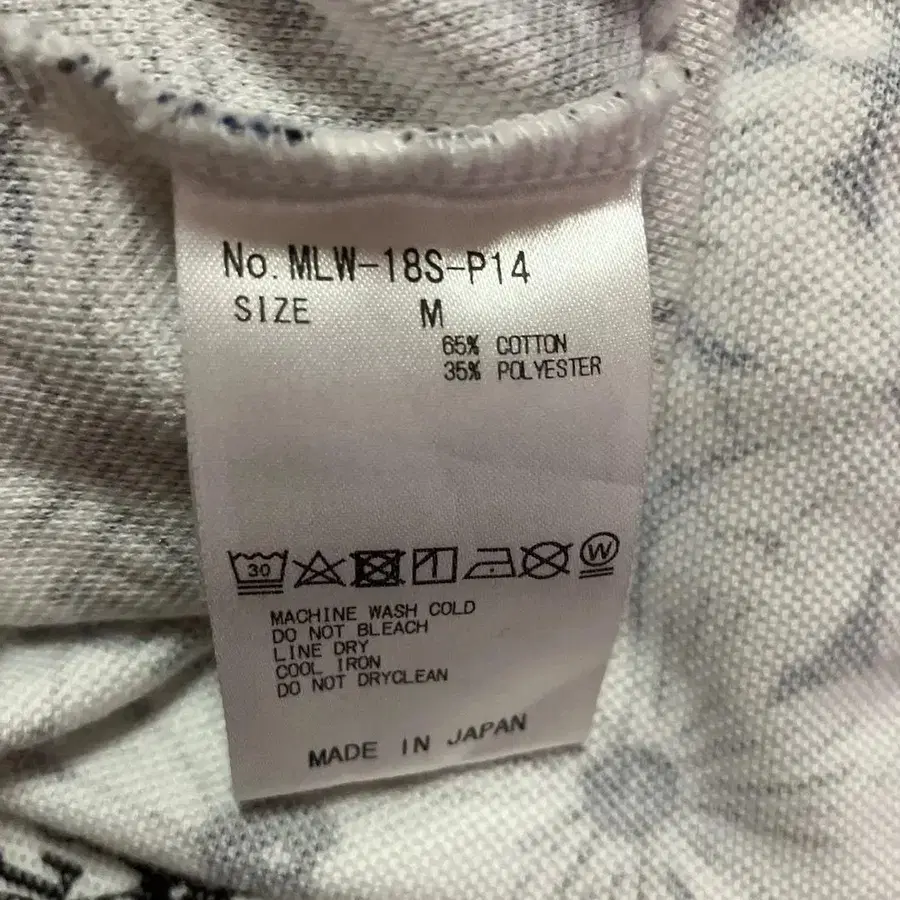 No. MLW-18S-P14
SIZE M
65% COTTON
35% POLYESTER
30 W
MACHINE WASH COLD
DO NOT BLEACH
LINE DRY
COOL IRON
DO NOT DRYCLEAN
MADE IN JAPAN